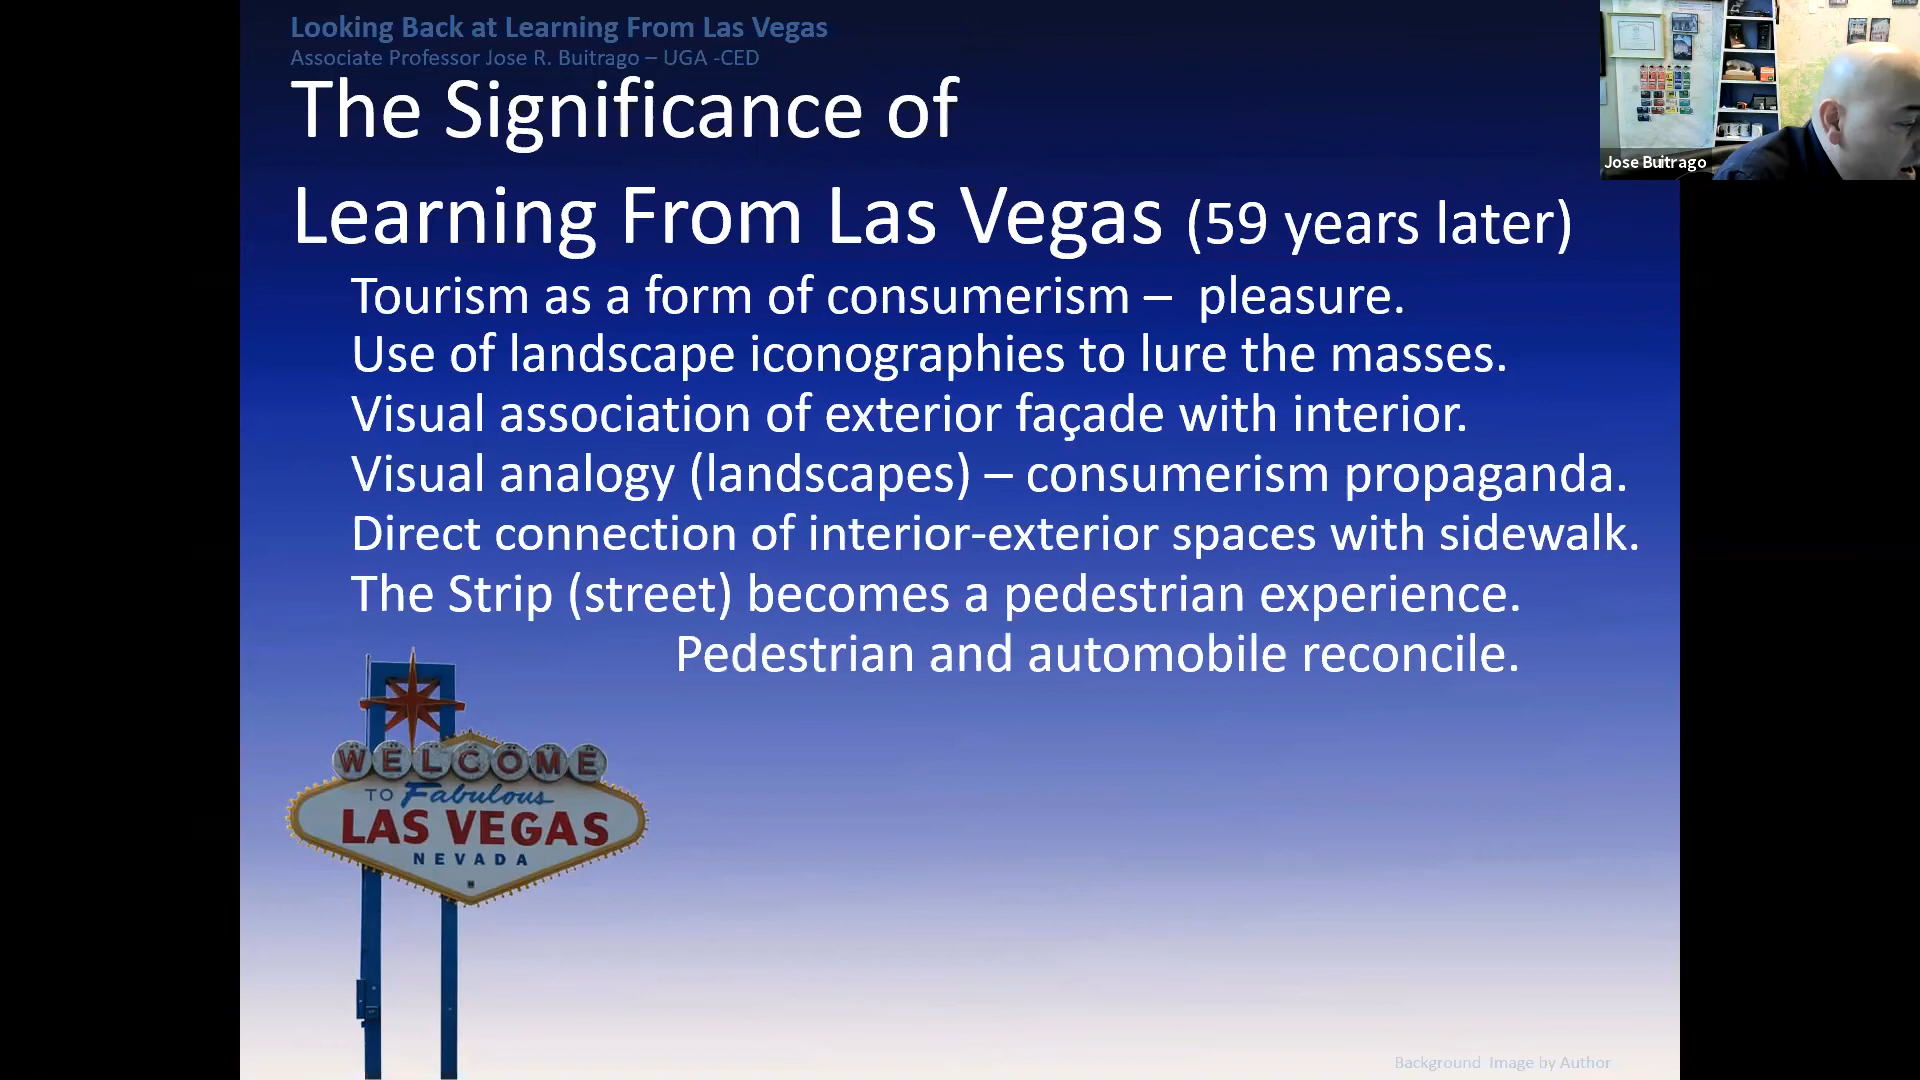 Looking Back at Learning From Las Vegas
Associate Professor Jose R. Buitrago – UGA -CED
The Significance of
Learning From Las Vegas (59 years later)
Tourism as a form of consumerism –  pleasure.
Use of landscape iconographies to lure the masses.
Visual association of exterior façade with interior.
Visual analogy (landscapes) – consumerism propaganda.
Direct connection of interior-exterior spaces with sidewalk.
The Strip (street) becomes a pedestrian experience.
Pedestrian and automobile reconcile.
WELCOME
TO Fabulous
LAS VEGAS
NEVADA
Background  Image by Author
Jose Buitrago